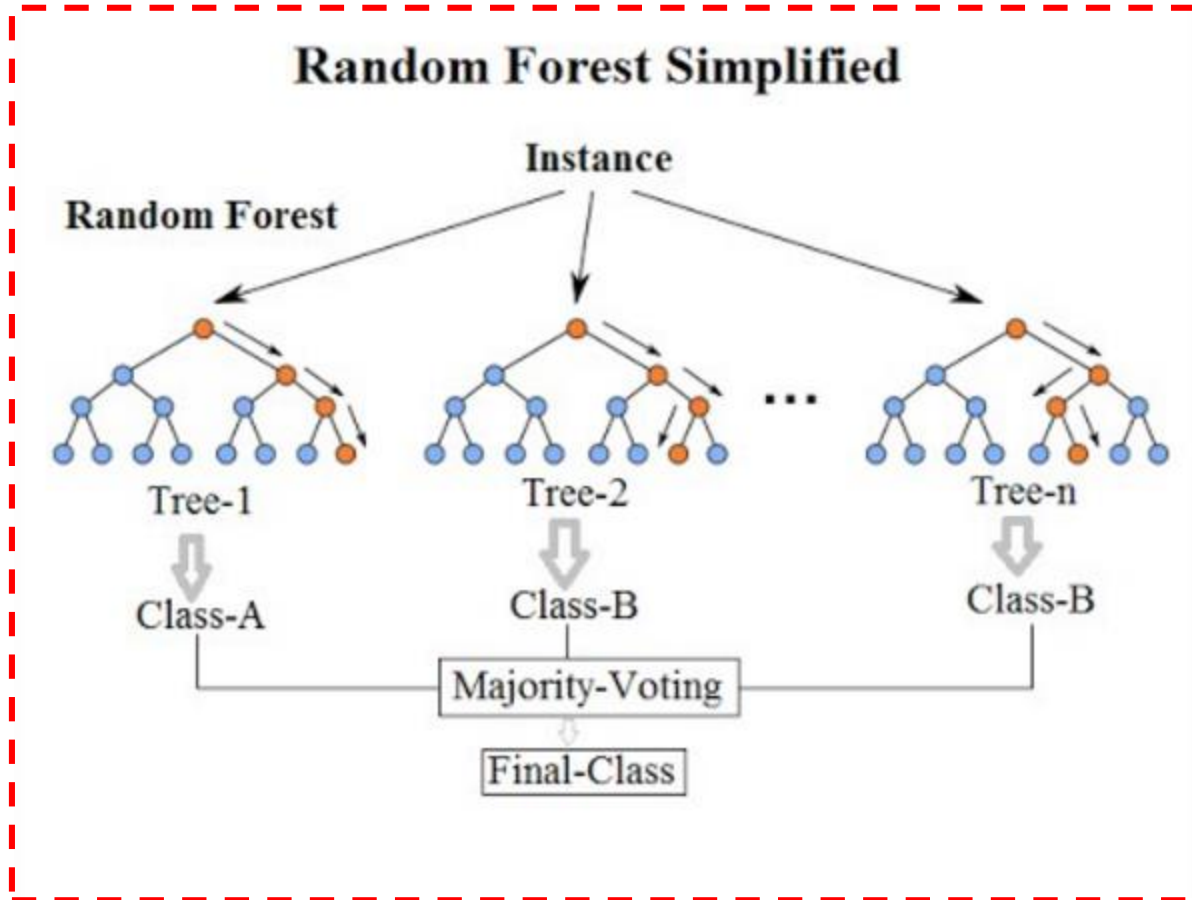 Random Forest Simplified
Instance
Random Forest
...
Tree-1
Tree-2
Tree-n
Class-A
Class-B
Class-B
Majority-Voting
Final-Class